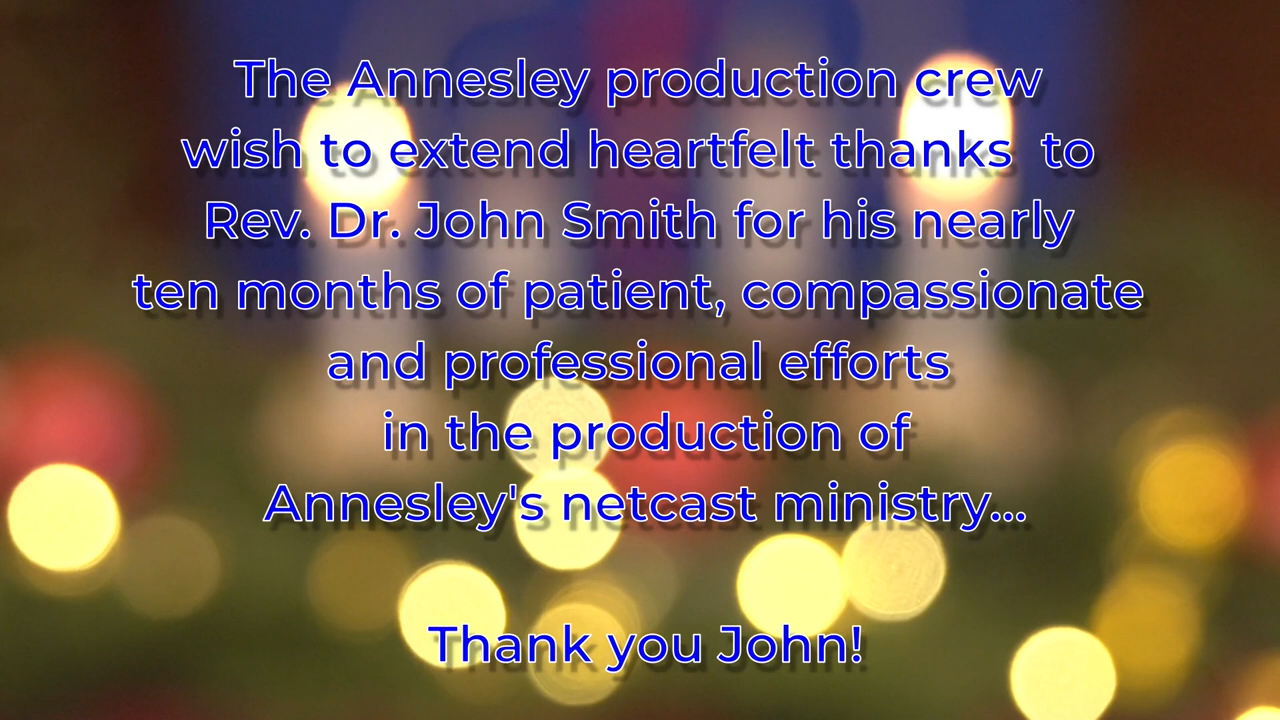 The Annesley production crew
wish to extend heartfelt thanks  to
Rev. Dr. John Smith for his nearly
ten months of patient, compassionate
and professional efforts
in the production of
Annesley's netcast ministry...
Thank you John!